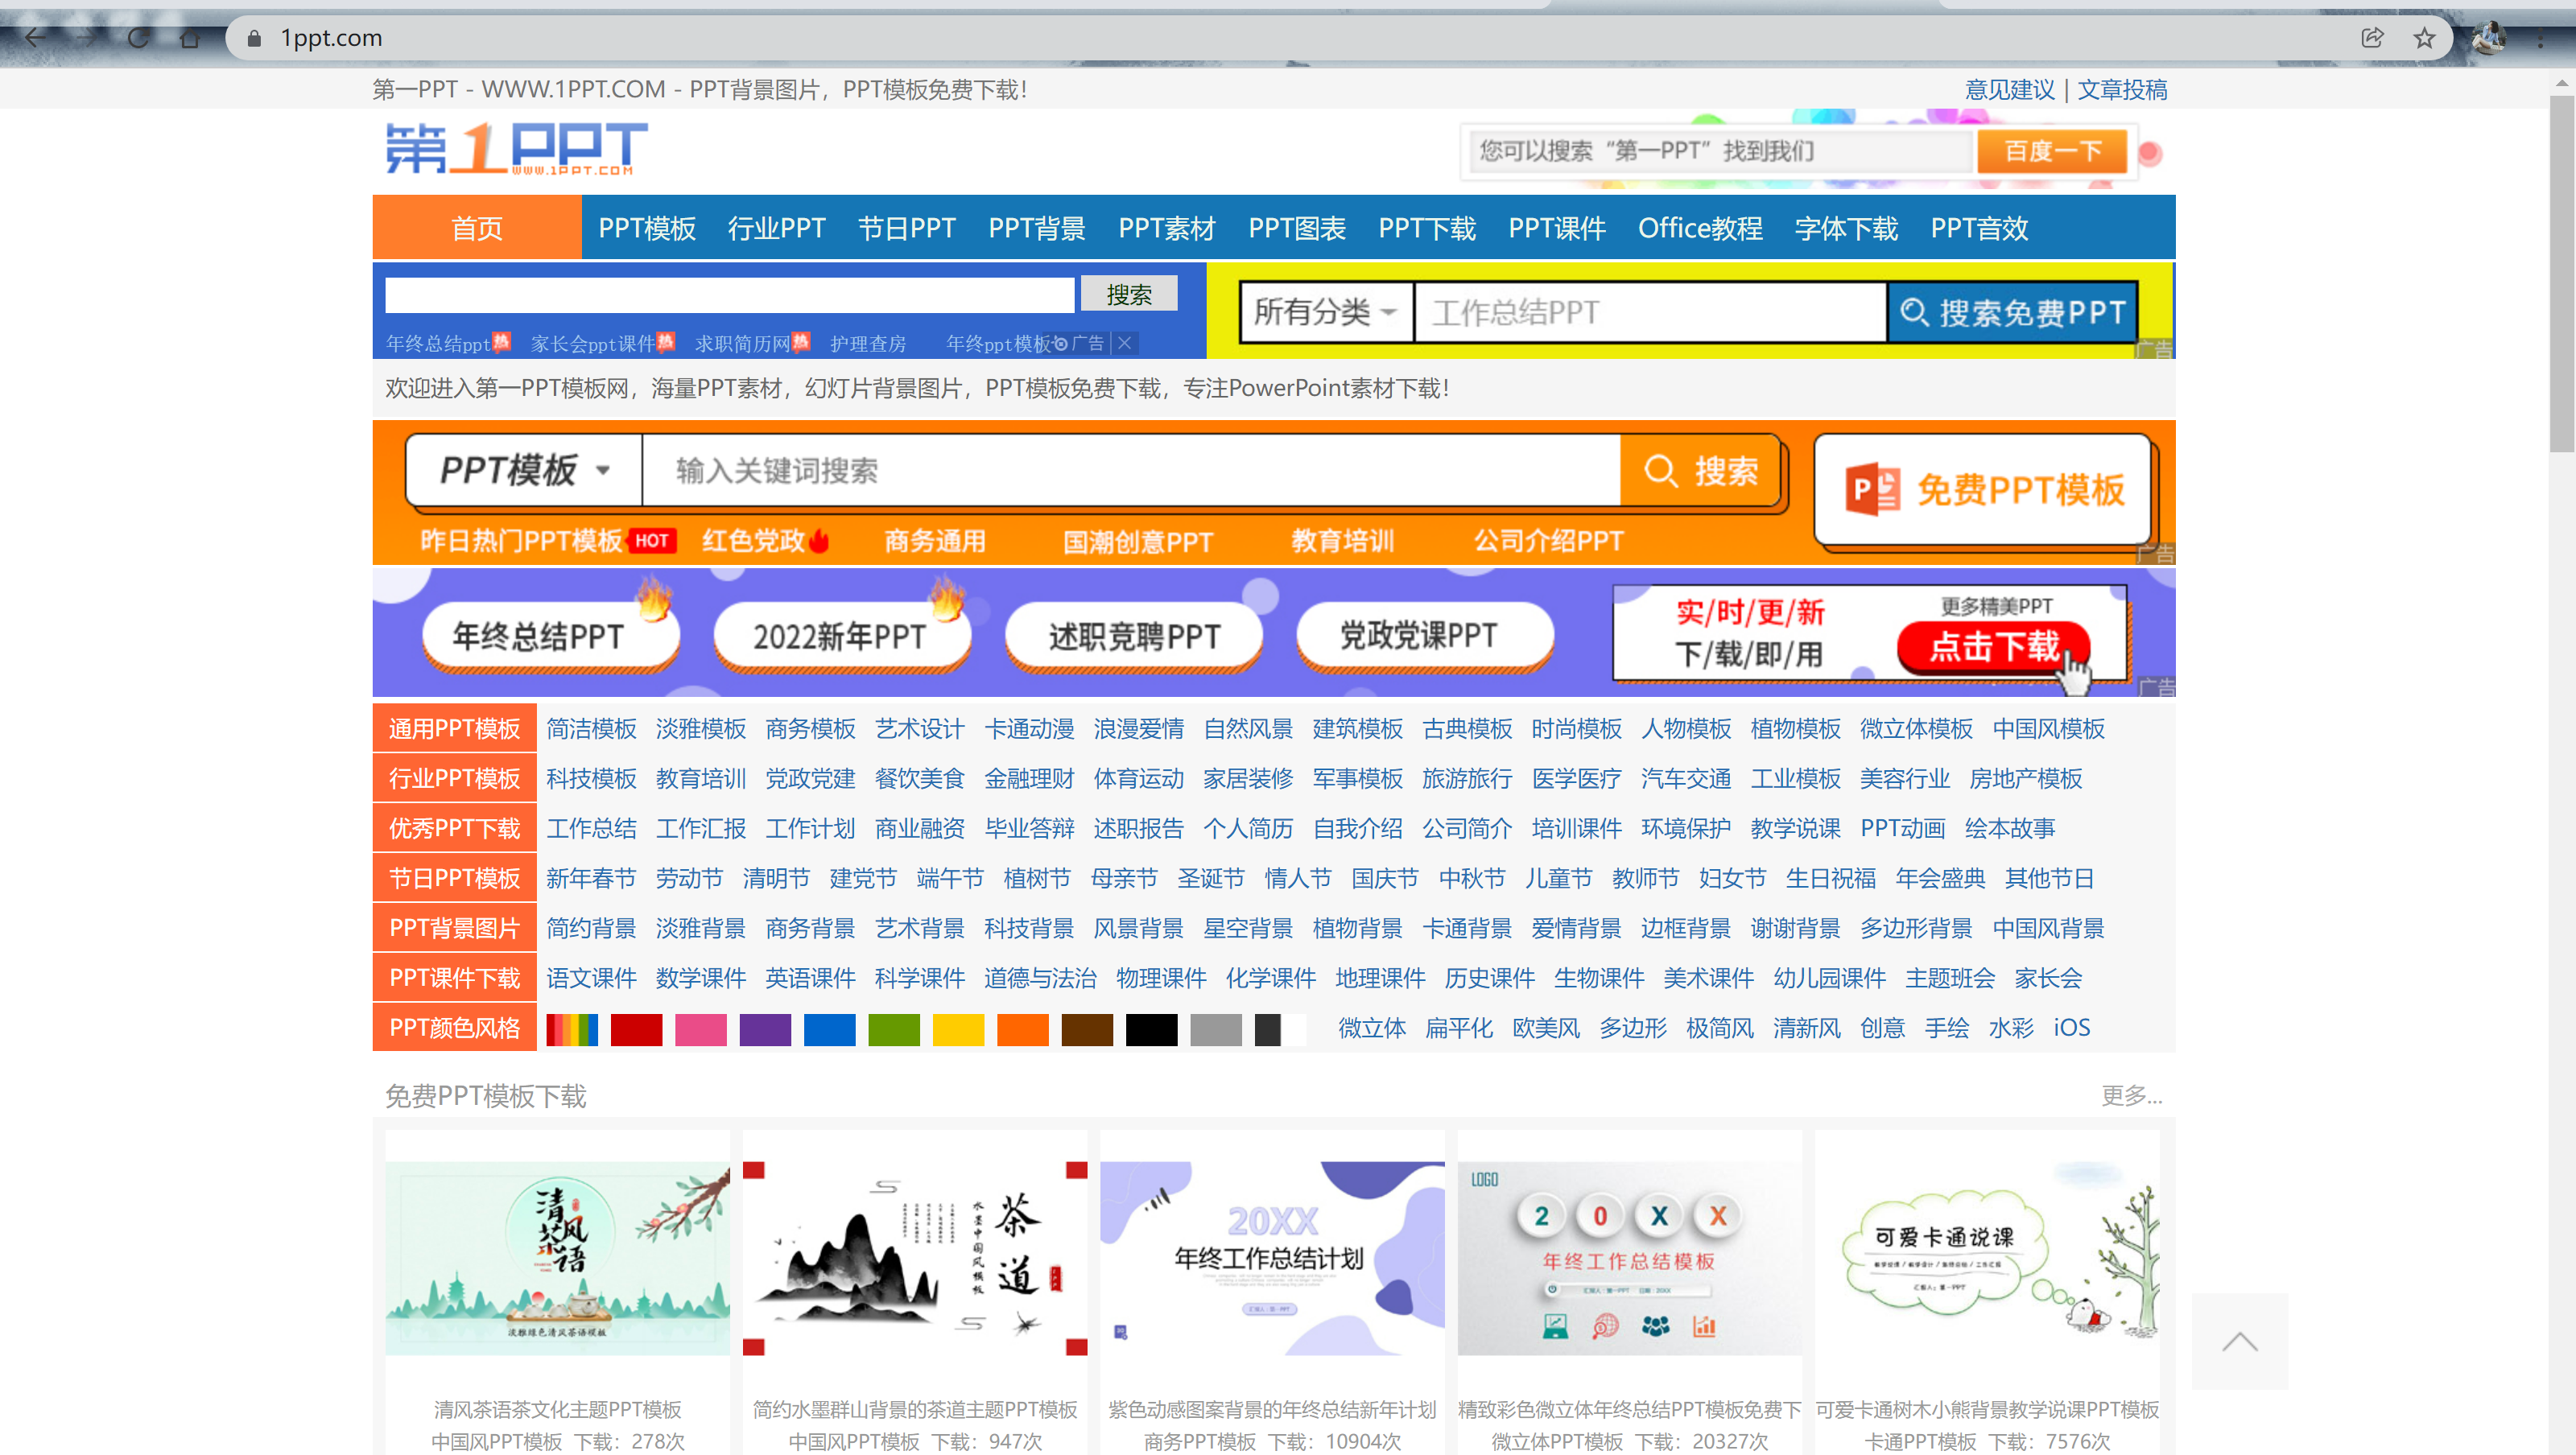 1ppt.com
第一PPT - WWW.1PPT.COM - PPT背景图片，PPT模板免费下载！
意见建议 | 文章投稿
第1PPT
WWW.1PPT.COM
您可以搜索“第一PPT”找到我们 百度一下
首页 PPT模板 行业PPT 节日PPT PPT背景 PPT素材 PPT图表 PPT下载 PPT课件 Office教程 字体下载 PPT音效
搜索
所有分类 工作总结PPT 搜索免费PPT
年终总结ppt热 家长会ppt课件热 求职简历网热 护理查房 年终ppt模板 广告
广告
欢迎进入第一PPT模板网，海量PPT素材，幻灯片背景图片，PPT模板免费下载，专注PowerPoint素材下载！
PPT模板 输入关键词搜索 搜索
P 免费PPT模板
昨日热门PPT模板 HOT 红色党政 商务通用 国潮创意PPT 教育培训 公司介绍PPT
广告
年终总结PPT 2022新年PPT 述职竞聘PPT 党政党课PPT
实/时/更/新 更多精美PPT
下/载/即/用 点击下载
广告
通用PPT模板 简洁模板 淡雅模板 商务模板 艺术设计 卡通动漫 浪漫爱情 自然风景 建筑模板 古典模板 时尚模板 人物模板 植物模板 微立体模板 中国风模板
行业PPT模板 科技模板 教育培训 党政党建 餐饮美食 金融理财 体育运动 家居装修 军事模板 旅游旅行 医学医疗 汽车交通 工业模板 美容行业 房地产模板
优秀PPT下载 工作总结 工作汇报 工作计划 商业融资 毕业答辩 述职报告 个人简历 自我介绍 公司简介 培训课件 环境保护 教学说课 PPT动画 绘本故事
节日PPT模板 新年春节 劳动节 清明节 建党节 端午节 植树节 母亲节 圣诞节 情人节 国庆节 中秋节 儿童节 教师节 妇女节 生日祝福 年会盛典 其他节日
PPT背景图片 简约背景 淡雅背景 商务背景 艺术背景 科技背景 风景背景 星空背景 植物背景 卡通背景 爱情背景 边框背景 谢谢背景 多边形背景 中国风背景
PPT课件下载 语文课件 数学课件 英语课件 科学课件 道德与法治 物理课件 化学课件 地理课件 历史课件 生物课件 美术课件 幼儿园课件 主题班会 家长会
PPT颜色风格 微立体 扁平化 欧美风 多边形 极简风 清新风 创意 手绘 水彩 iOS
免费PPT模板下载
更多...
清茶风语
淡雅绿色清风茶语模板
茶道
水墨中国风模板
20XX
年终工作总结计划
汇报人：第一PPT
LOGO
2 0 X X
年终工作总结模板
汇报人：第一PPT 日期：20XX
可爱卡通说课
汇报人：第一PPT
清风茶语茶文化主题PPT模板
中国风PPT模板 下载：278次
简约水墨群山背景的茶道主题PPT模板
中国风PPT模板 下载：947次
紫色动感图案背景的年终总结新年计划
商务PPT模板 下载：10904次
精致彩色微立体年终总结PPT模板免费下
微立体PPT模板 下载：20327次
可爱卡通树木小熊背景教学说课PPT模板
卡通PPT模板 下载：7576次